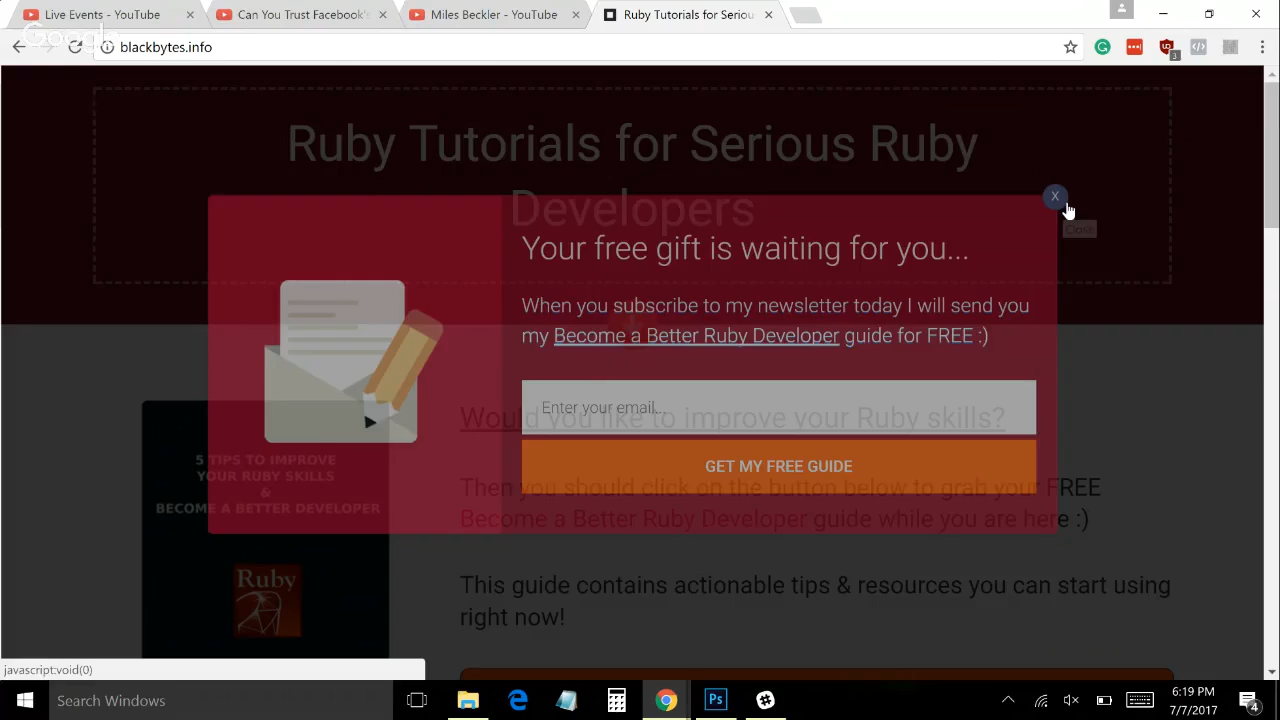 Live Events - YouTube
Can You Trust Facebook's
Miles Beckler - YouTube
Ruby Tutorials for Seriou
Google
blackbytes.info
3
Ruby Tutorials for Serious Ruby
Developers
X
Close
Your free gift is waiting for you...
When you subscribe to my newsletter today I will send you
my Become a Better Ruby Developer guide for FREE :)
Enter your email...
GET MY FREE GUIDE
5 TIPS TO IMPROVE
YOUR RUBY SKILLS
&
BECOME A BETTER DEVELOPER
Ruby
Would you like to improve your Ruby skills?
Then you should click on the button below to grab your FREE
Become a Better Ruby Developer guide while you are here :)
This guide contains actionable tips & resources you can start using
right now!
javascript:void(0)
Search Windows
Ps
6:19 PM
7/7/2017
4